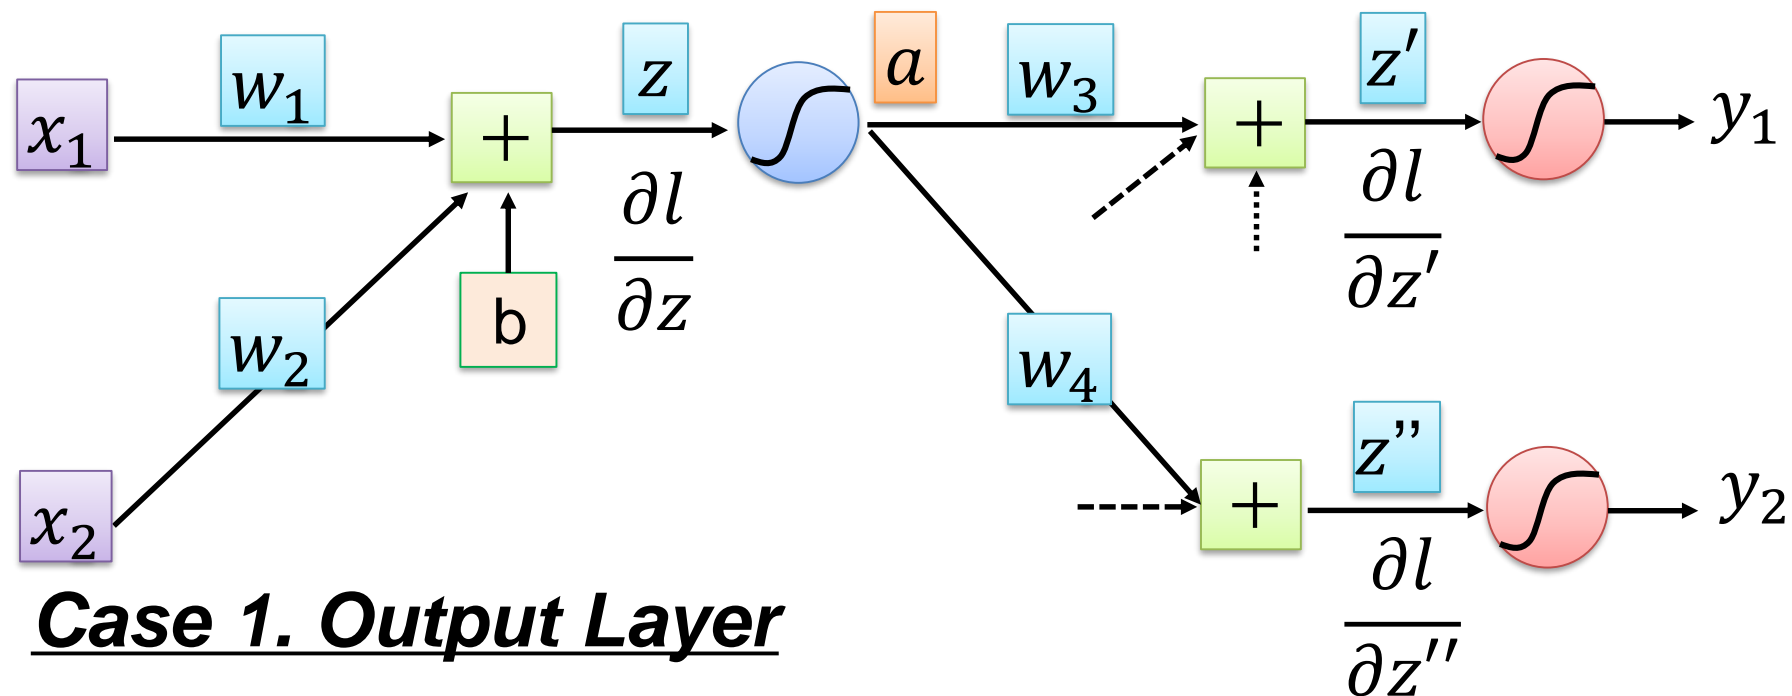 x₁
w₁
+
z
∂l
∂z
a
w₃
+
z′
∂l
∂z′
y₁
w₂
b
w₄
x₂
+
z”
∂l
∂z′′
y₂
Case 1. Output Layer